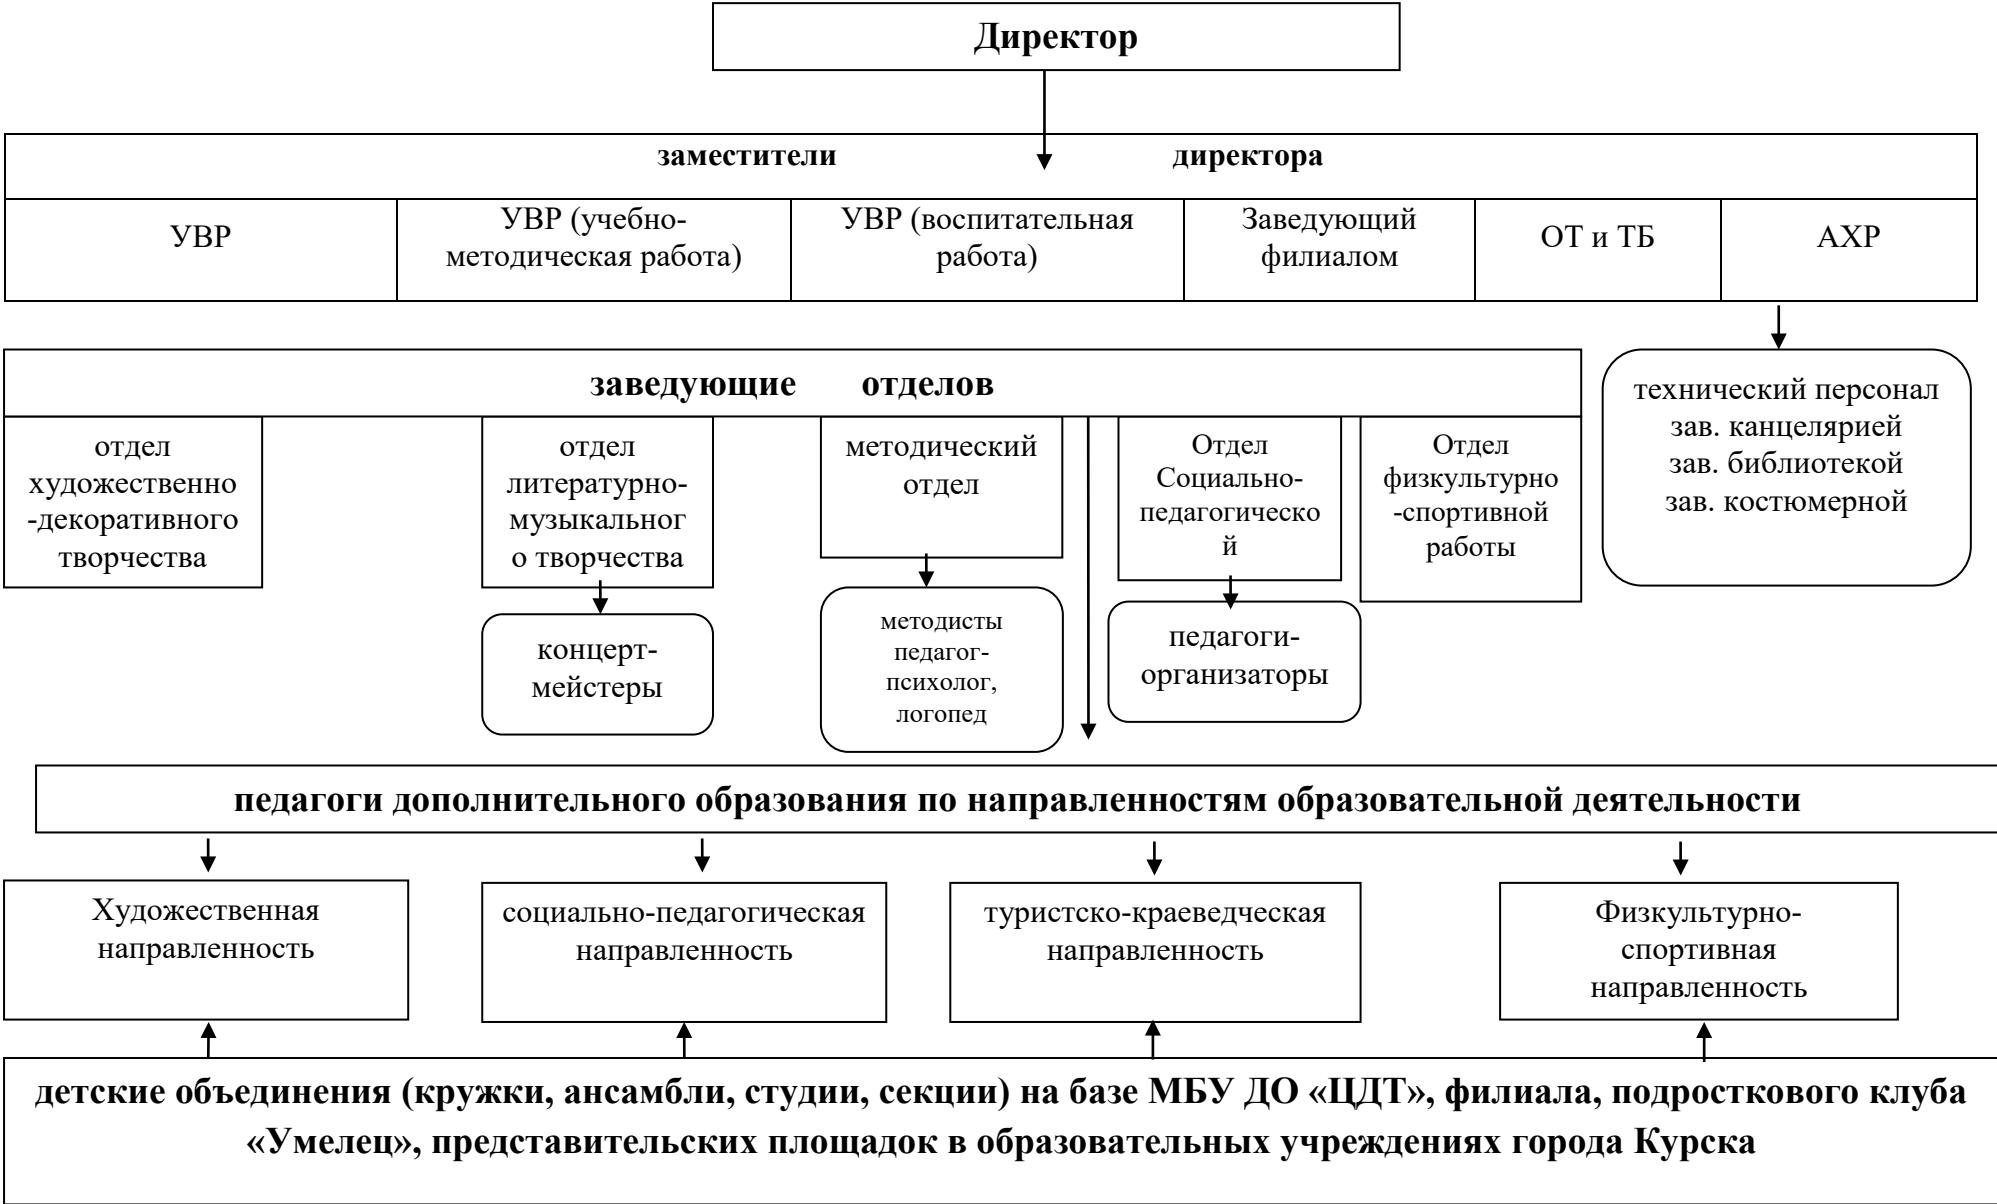 Директор
заместители директора
УВР
УВР (учебно-
методическая работа)
УВР (воспитательная
работа)
Заведующий
филиалом
ОТ и ТБ
АХР
заведующие отделов
отдел
художественно
-декоративного
творчества
отдел
литературно-
музыкальног
о творчества
методический
отдел
Отдел
Социально-
педагогическо
й
Отдел
физкультурно
-спортивной
работы
технический персонал
зав. канцелярией
зав. библиотекой
зав. костюмерной
концерт-
мейстеры
методисты
педагог-
психолог,
логопед
педагоги-
организаторы
педагоги дополнительного образования по направленностям образовательной деятельности
Художественная
направленность
социально-педагогическая
направленность
туристско-краеведческая
направленность
Физкультурно-
спортивная
направленность
детские объединения (кружки, ансамбли, студии, секции) на базе МБУ ДО «ЦДТ», филиала, подросткового клуба
«Умелец», представительских площадок в образовательных учреждениях города Курска